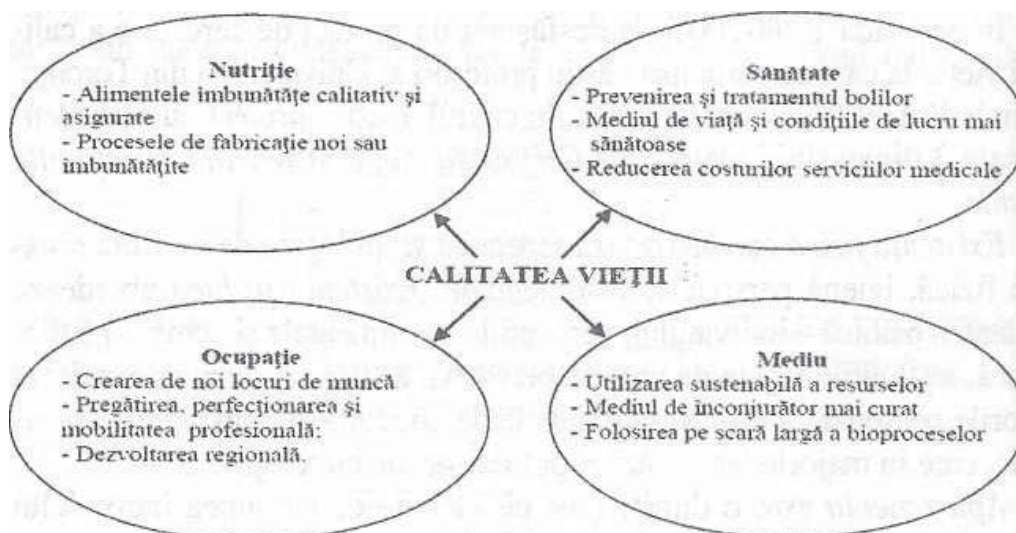 Nutriție
- Alimentele imbunătățe calitativ și
asigurate
- Procesele de fabricație noi sau
imbunătățite
Sănătate
- Prevenirea și tratamentul bolilor
- Mediul de viață și condițiile de lucru mai
sănătoase
- Reducerea costurilor serviciilor medicale
CALITATEA VIEȚII
Ocupație
- Crearea de noi locuri de muncă
- Pregătirea, perfecționarea și
mobilitatea profesională;
- Dezvoltarea regională.
Mediu
- Utilizarea sustenabilă a resurselor
- Mediul de inconjurător mai curat
- Folosirea pe scară largă a bioproceselor